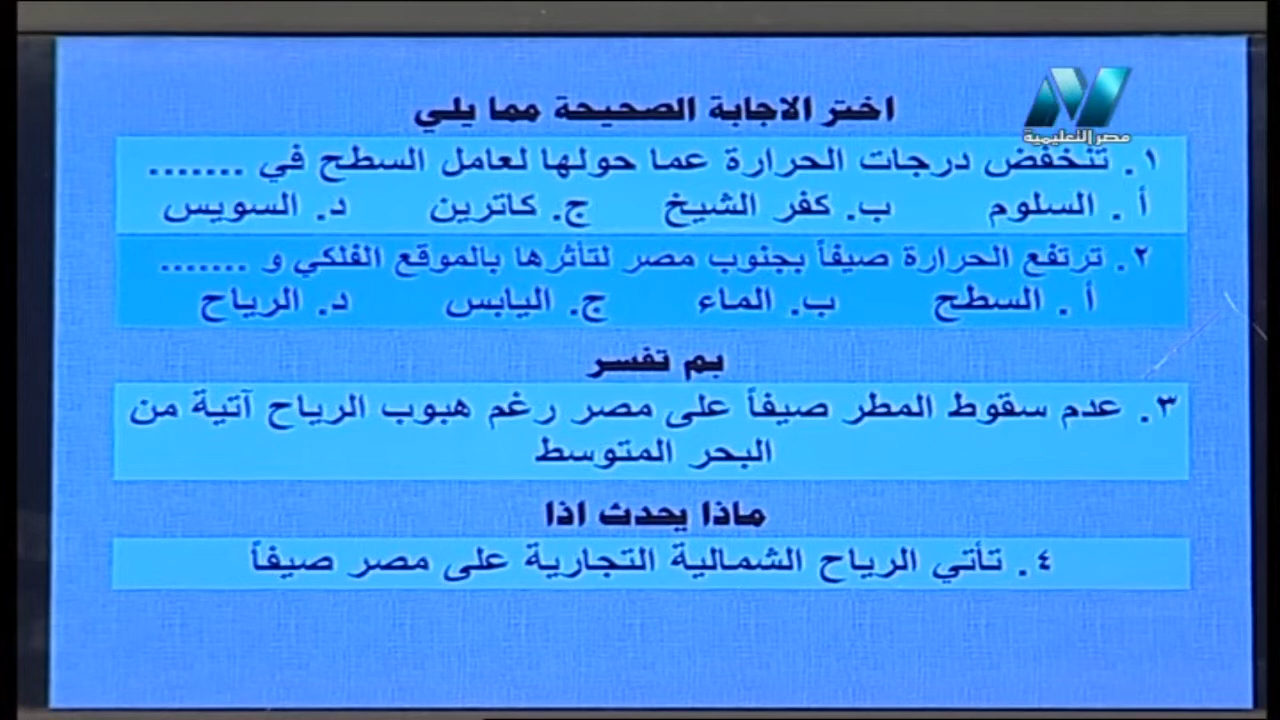 اختر الاجابة الصحيحة مما يلي
مصر التعليمية
١. تنخفض درجات الحرارة عما حولها لعامل السطح في .......
أ . السلوم ب. كفر الشيخ ج. كاترين د. السويس
٢. ترتفع الحرارة صيفاً بجنوب مصر لتأثرها بالموقع الفلكي و .......
أ . السطح ب. الماء ج. اليابس د. الرياح
بم تفسر
٣. عدم سقوط المطر صيفاً على مصر رغم هبوب الرياح آتية من
البحر المتوسط
ماذا يحدث اذا
٤. تأتي الرياح الشمالية التجارية على مصر صيفاً